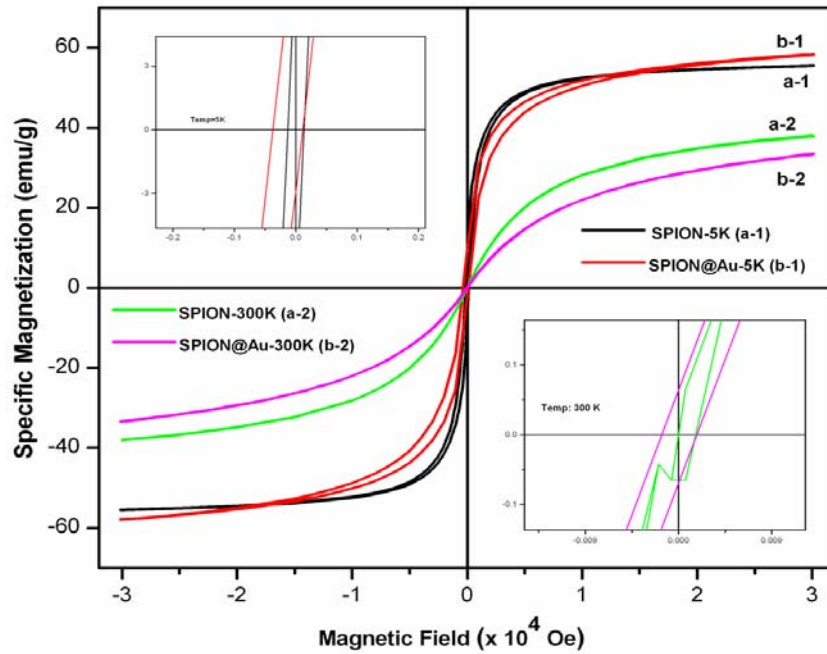 Specific Magnetization (emu/g)
60
40
20
0
-20
-40
-60
3
0
-3
Temp=5K
-0.2
-0.1
0.0
0.1
0.2
b-1
a-1
a-2
b-2
SPION-5K (a-1)
SPION@Au-5K (b-1)
SPION-300K (a-2)
SPION@Au-300K (b-2)
0.1
0.0
-0.1
Temp: 300 K
-0.009
0.000
0.009
-3
-2
-1
0
1
2
3
Magnetic Field (x 10^4 Oe)